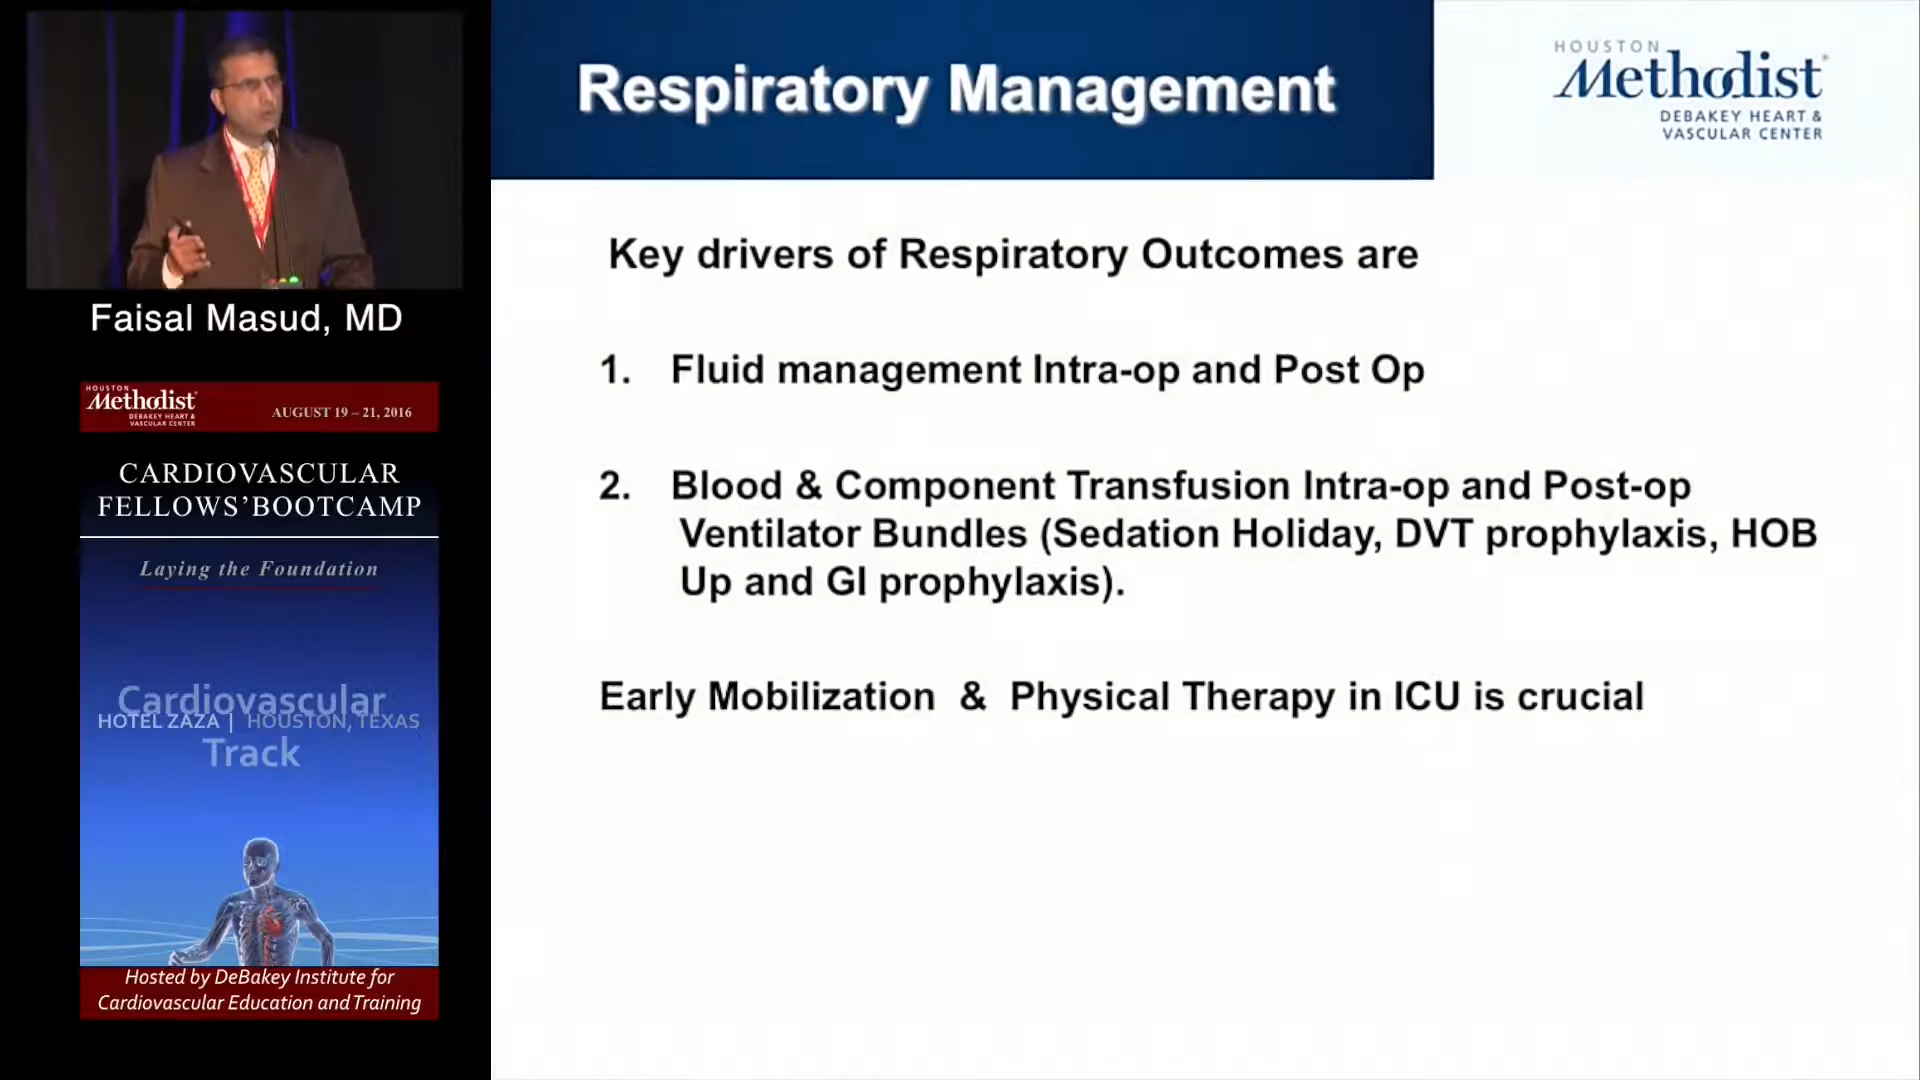 Faisal Masud, MD
HOUSTON
Methodist
DEBAKEY HEART &
VASCULAR CENTER
AUGUST 19 – 21, 2016
CARDIOVASCULAR
FELLOWS’BOOTCAMP
Laying the Foundation
Cardiovascular
HOTEL ZAZA | HOUSTON, TEXAS
Track
Hosted by DeBakey Institute for
Cardiovascular Education and Training
Respiratory Management
HOUSTON
Methodist
DEBAKEY HEART &
VASCULAR CENTER
Key drivers of Respiratory Outcomes are
1. Fluid management Intra-op and Post Op
2. Blood & Component Transfusion Intra-op and Post-op
Ventilator Bundles (Sedation Holiday, DVT prophylaxis, HOB
Up and GI prophylaxis).
Early Mobilization & Physical Therapy in ICU is crucial